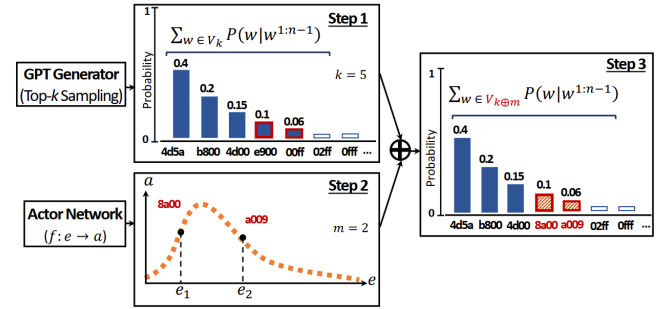 GPT Generator
(Top-k Sampling)
Step 1
1
Probability
0
∑w ∈ Vk P(w|w^1:n−1)
k = 5
0.4
0.2
0.15
0.1
0.06
4d5a b800 4d00 e900 00ff 02ff 0fff ...
Actor Network
(f: e → a)
Step 2
a
8a00
a009
m = 2
e1
e2
e
Step 3
1
Probability
0
∑w ∈ Vk⊕m P(w|w^1:n−1)
0.4
0.2
0.15
0.1
0.06
4d5a b800 4d00 8a00 a009 02ff 0fff ...